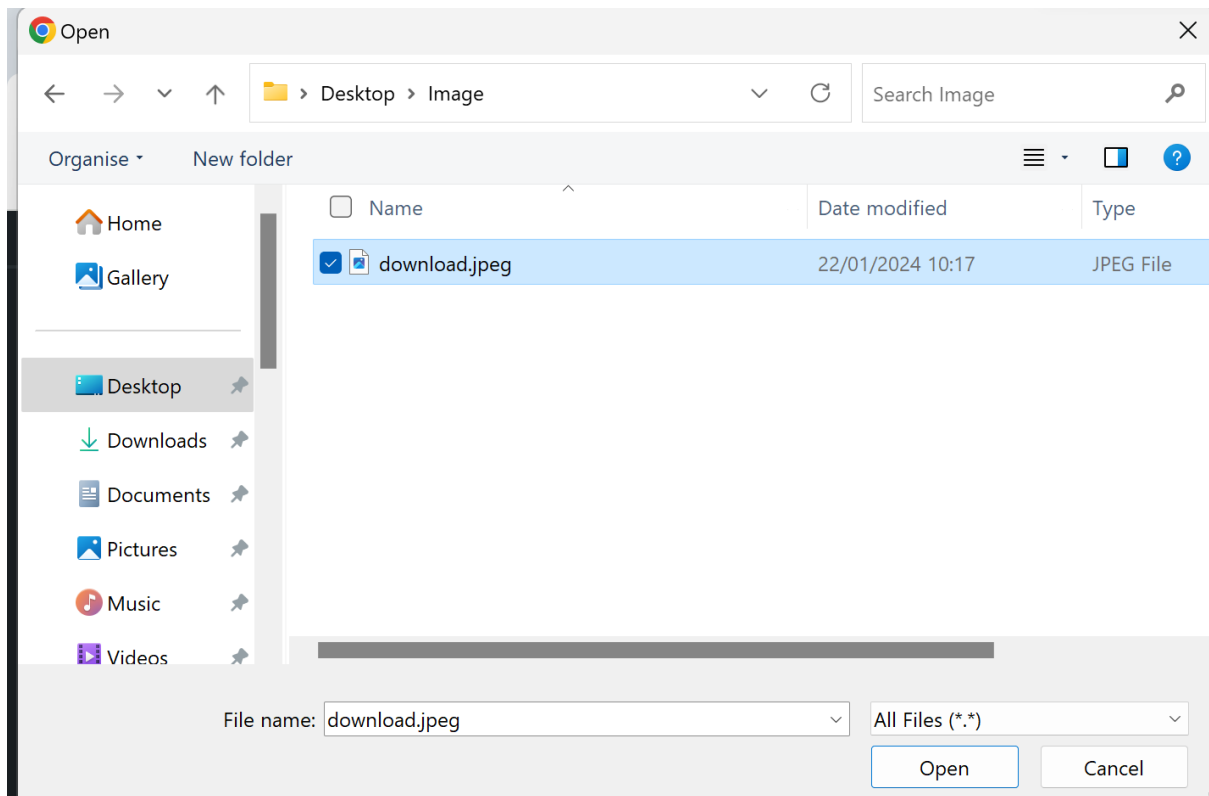 Open
Desktop > Image
Search Image
Organise
New folder
Name
Date modified
Type
Home
Gallery
download.jpeg
22/01/2024 10:17
JPEG File
Desktop
Downloads
Documents
Pictures
Music
Videos
File name: download.jpeg
All Files (*.*)
Open
Cancel